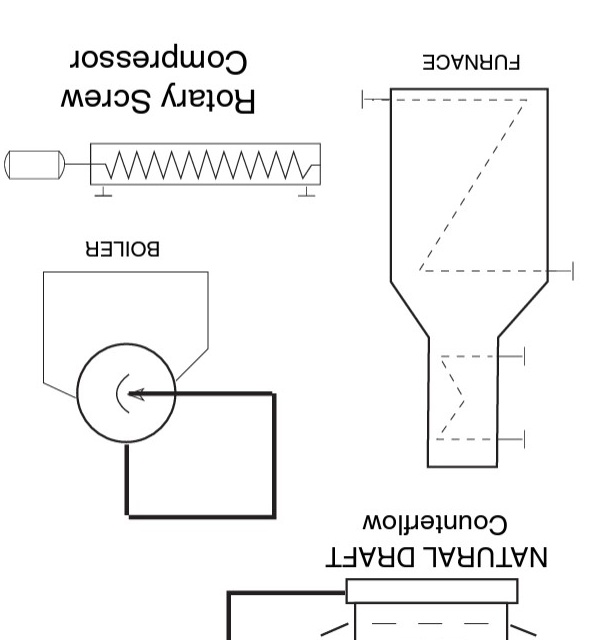 NATURAL DRAFT
Counterflow
BOILER
Rotary Screw
Compressor
FURNACE